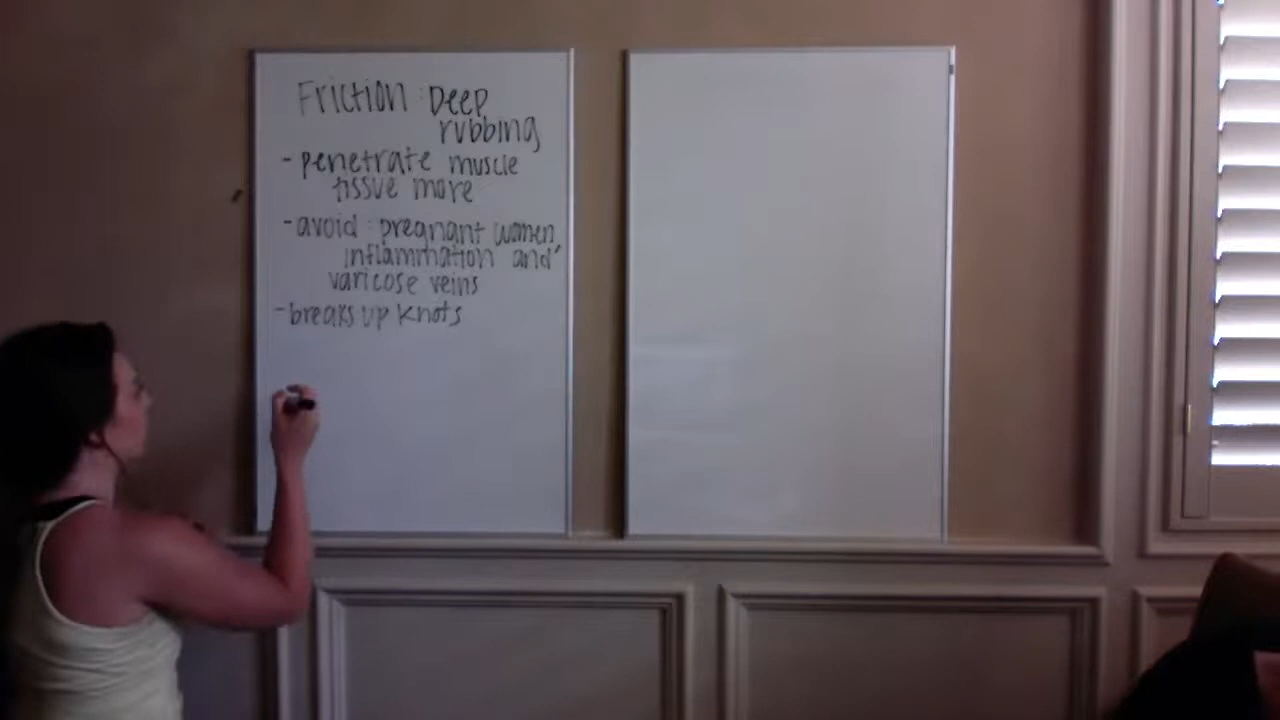 Friction : Deep
rubbing
- penetrate muscle
tissue more
- avoid : pregnant women,
inflammation and
varicose veins
- breaks up knots